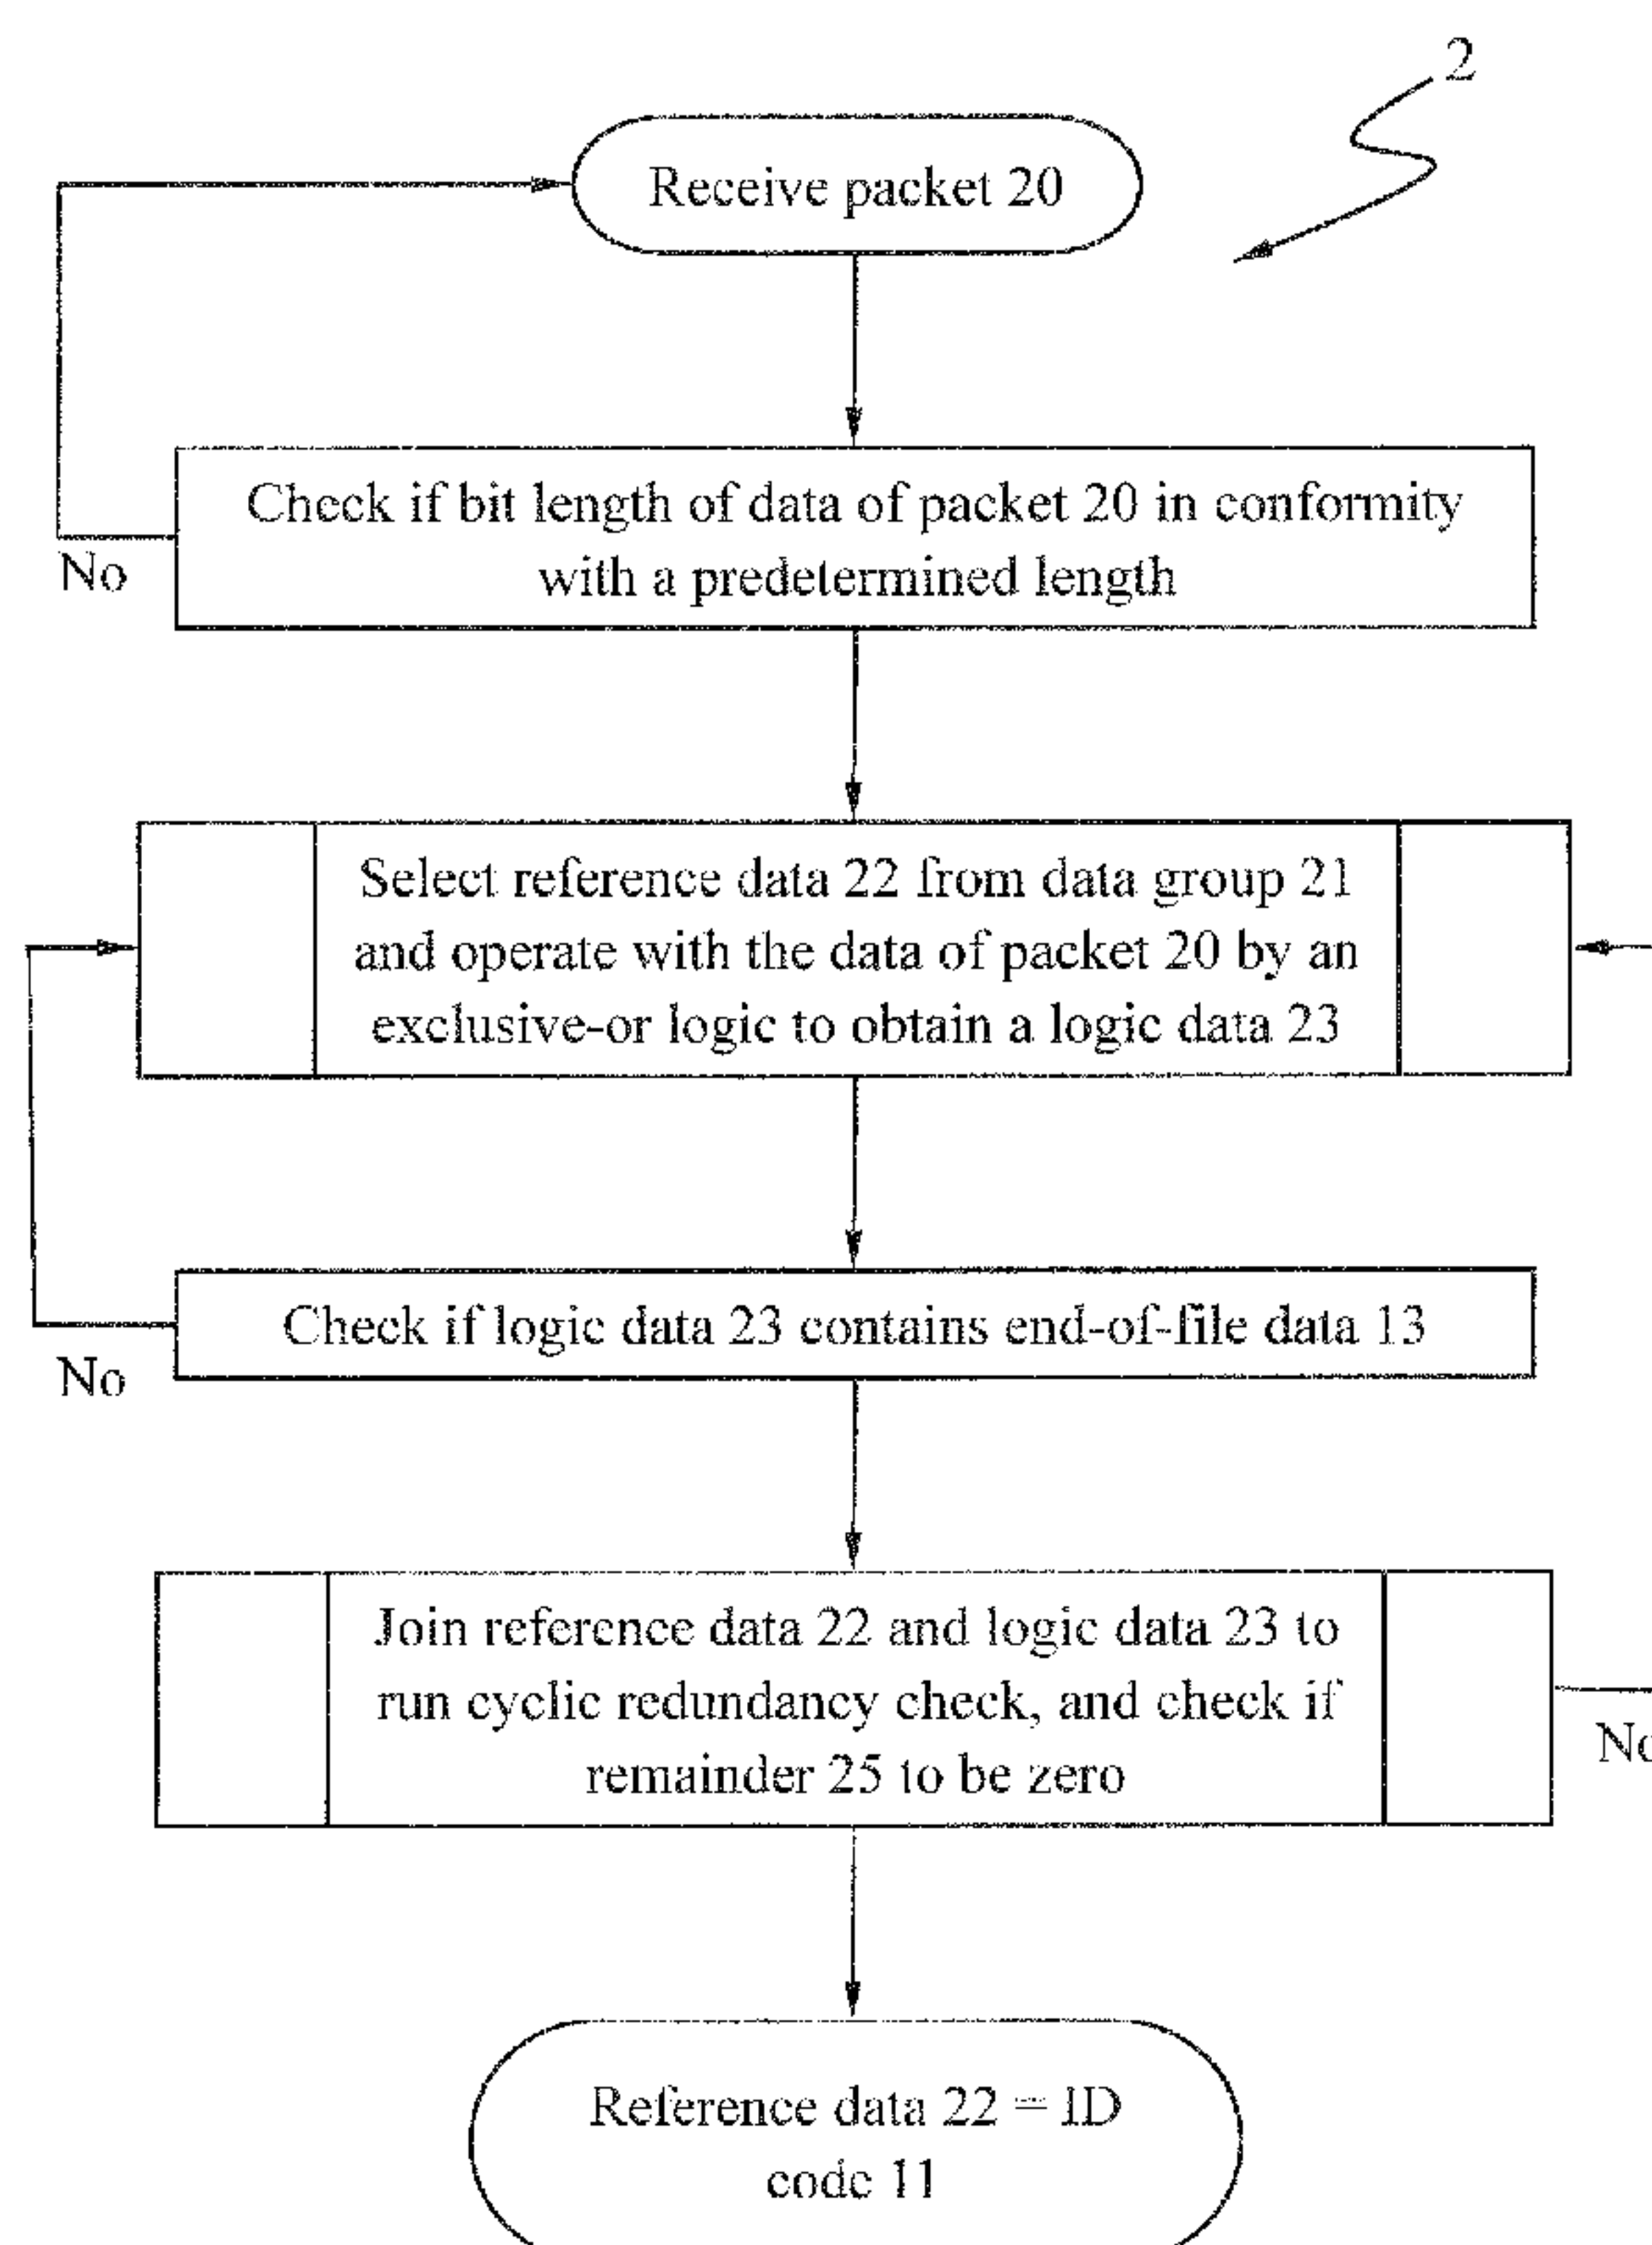 2
Receive packet 20
Check if bit length of data of packet 20 in conformity
with a predetermined length
No
Select reference data 22 from data group 21
and operate with the data of packet 20 by an
exclusive-or logic to obtain a logic data 23
Check if logic data 23 contains end-of-file data 13
No
Join reference data 22 and logic data 23 to
run cyclic redundancy check, and check if
remainder 25 to be zero
No
Reference data 22 = ID
code 11